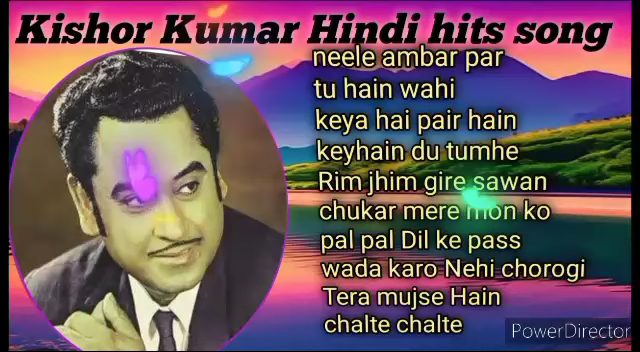 Kishor Kumar Hindi hits song
neele ambar par
tu hain wahi
keya hai pair hain
keyhain du tumhe
Rim jhim gire sawan
chukar mere mon ko
pal pal Dil ke pass
wada karo Nehi chorogi
Tera mujse Hain
chalte chalte
PowerDirector